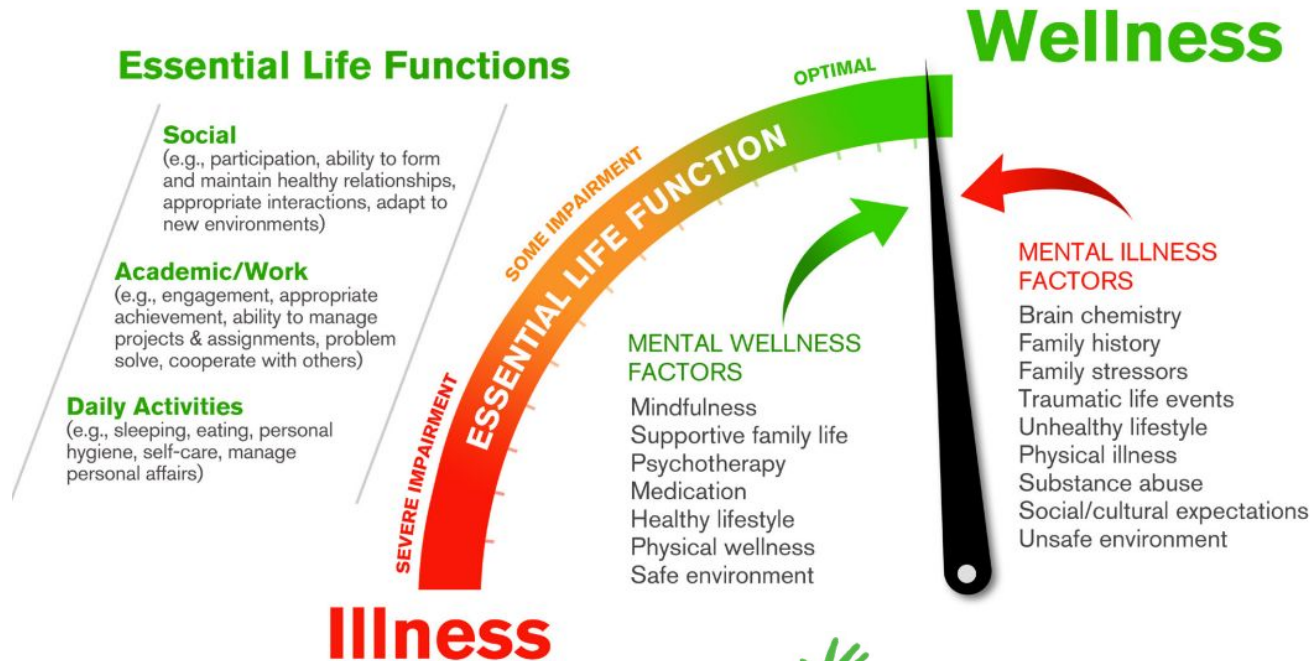 Wellness
Essential Life Functions
Social
(e.g., participation, ability to form
and maintain healthy relationships,
appropriate interactions, adapt to
new environments)
Academic/Work
(e.g., engagement, appropriate
achievement, ability to manage
projects & assignments, problem
solve, cooperate with others)
Daily Activities
(e.g., sleeping, eating, personal
hygiene, self-care, manage
personal affairs)
OPTIMAL
SOME IMPAIRMENT
SEVERE IMPAIRMENT
ESSENTIAL LIFE FUNCTION
MENTAL WELLNESS
FACTORS
Mindfulness
Supportive family life
Psychotherapy
Medication
Healthy lifestyle
Physical wellness
Safe environment
MENTAL ILLNESS
FACTORS
Brain chemistry
Family history
Family stressors
Traumatic life events
Unhealthy lifestyle
Physical illness
Substance abuse
Social/cultural expectations
Unsafe environment
Illness